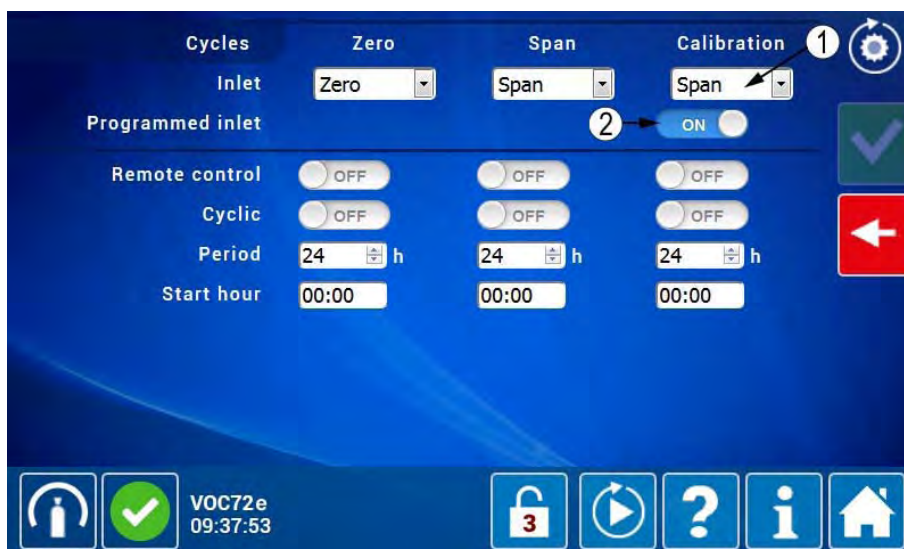 Cycles Zero Span Calibration 1
Inlet Zero Span Span
Programmed inlet 2 ON
Remote control OFF OFF OFF
Cyclic OFF OFF OFF
Period 24 h 24 h 24 h
Start hour 00:00 00:00 00:00
VOC72e
09:37:53
3 ? i